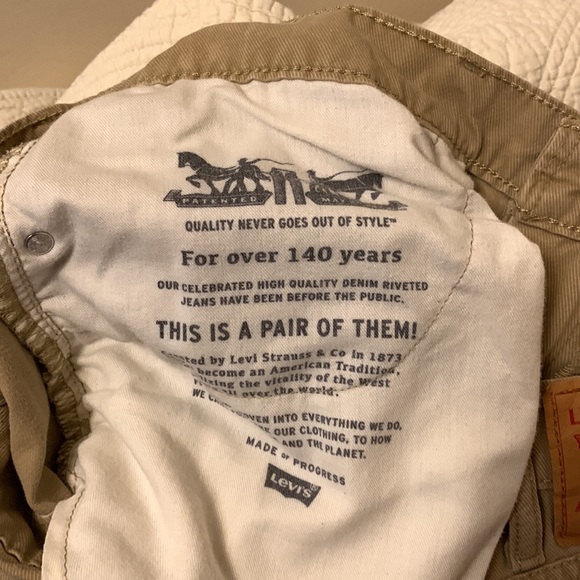 PATENTED MA
QUALITY NEVER GOES OUT OF STYLE™
For over 140 years
OUR CELEBRATED HIGH QUALITY DENIM RIVETED
JEANS HAVE BEEN BEFORE THE PUBLIC.
THIS IS A PAIR OF THEM!
by Levi Strauss & Co in 1873
become an American Tradition,
the vitality of the West
over the world.
WE INTO EVERYTHING WE DO,
OUR CLOTHING, TO HOW
AND THE PLANET.
MADE OF PROGRESS
Levi's®
L